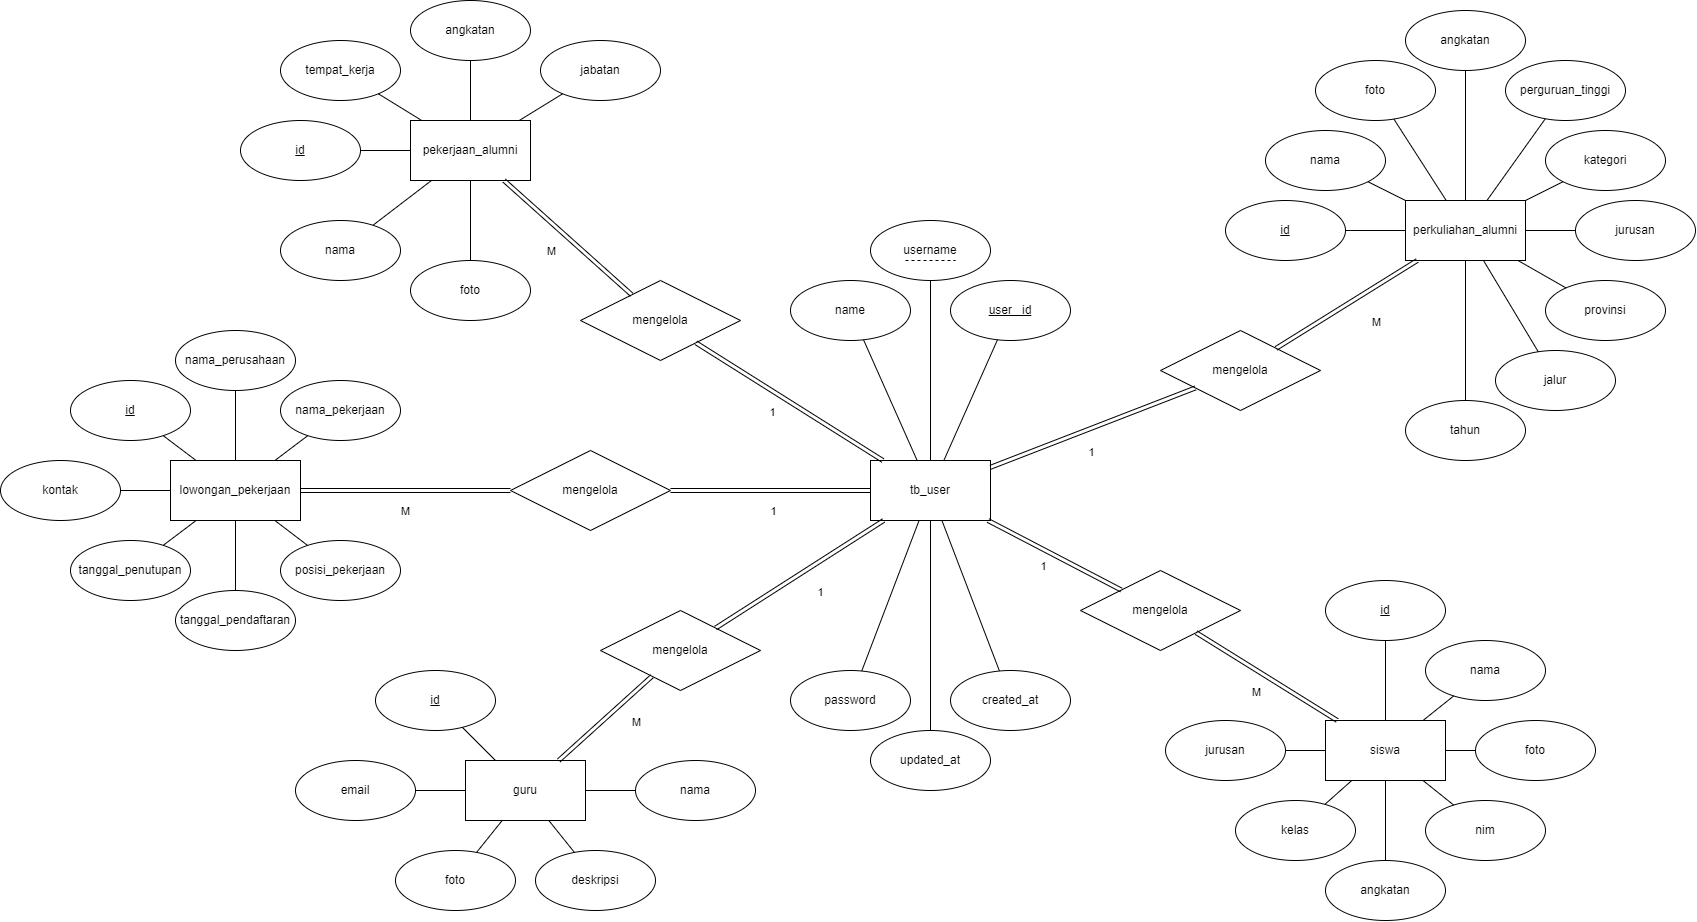 angkatan
tempat_kerja
jabatan
id
pekerjaan_alumni
nama
foto
M
mengelola
1
angkatan
foto
perguruan_tinggi
nama
kategori
id
perkuliahan_alumni
jurusan
provinsi
jalur
tahun
M
mengelola
1
username
name
user_id
tb_user
password
created_at
updated_at
nama_perusahaan
id
nama_pekerjaan
kontak
lowongan_pekerjaan
tanggal_penutupan
posisi_pekerjaan
tanggal_pendaftaran
M
mengelola
1
1
mengelola
M
id
email
guru
nama
foto
deskripsi
1
mengelola
M
id
nama
jurusan
siswa
foto
kelas
nim
angkatan